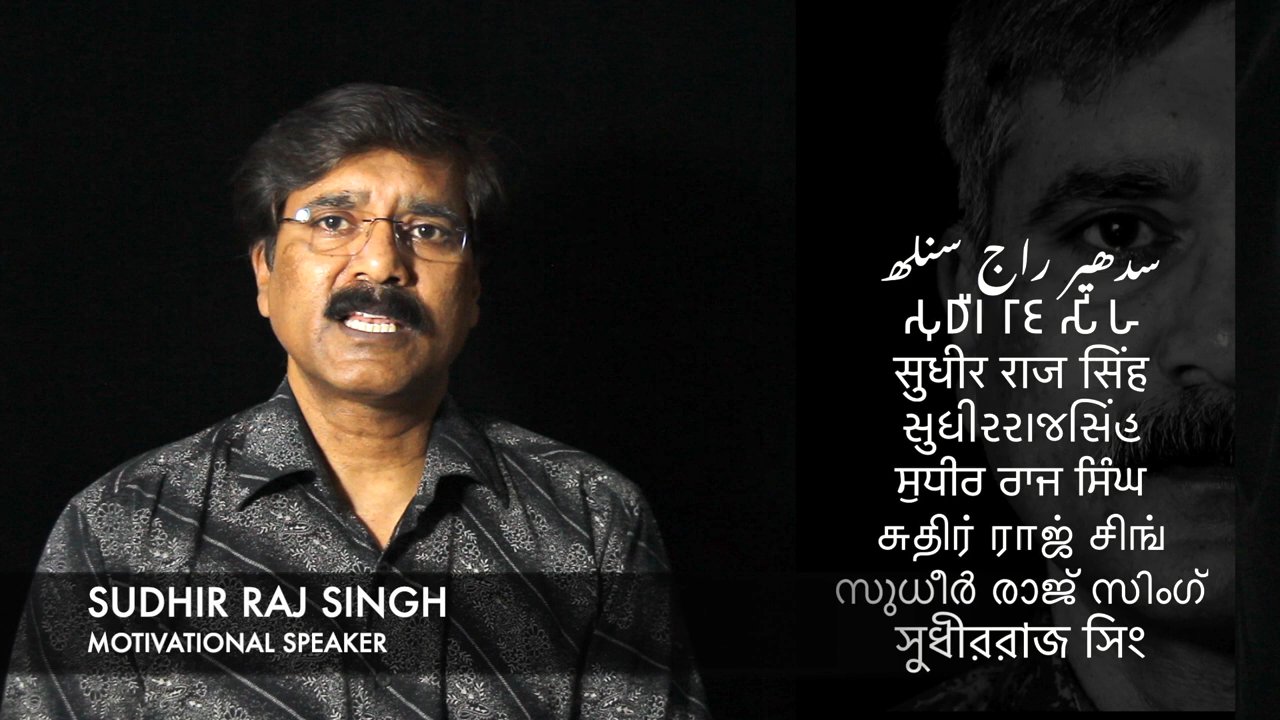 SUDHIR RAJ SINGH
MOTIVATIONAL SPEAKER
سدھیر راج سنلھ
सुधीर राज सिंह
સુધીરરાજસિંહ
ਸੁਧੀਰ ਰਾਜ ਸਿੰਘ
சுதிர் ராஜ் சிங்
സുധീർ രാജ് സിംഗ്
সুধীররাজ সিং